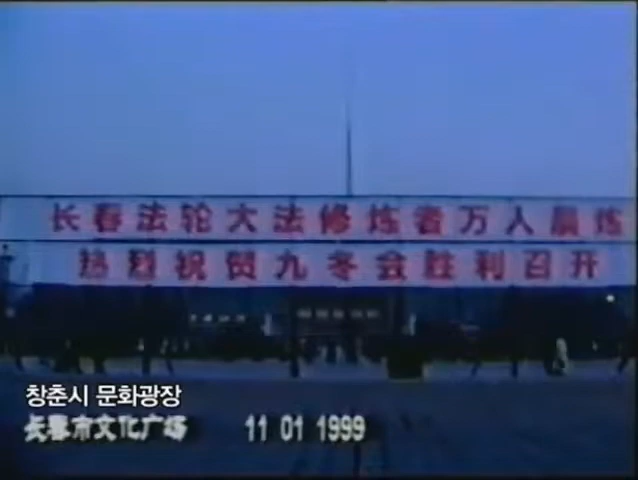 长春法轮大法修炼者万人晨炼
热烈祝贺九冬会胜利召开
창춘시 문화광장
长春市文化广场 11 01 1999